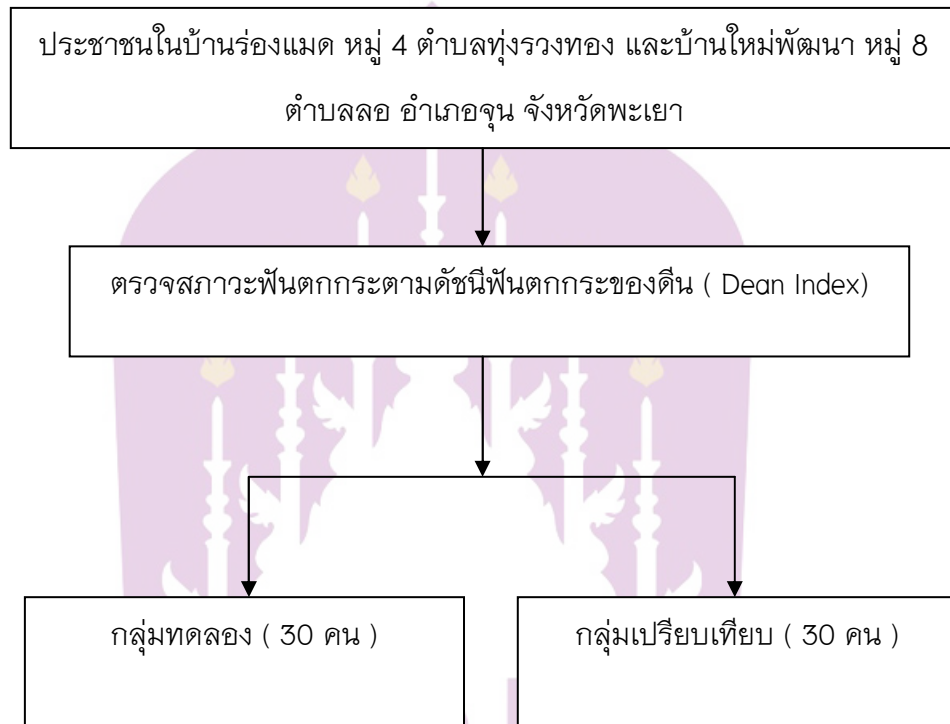 ประชาชนในบ้านร่องแมด หมู่ 4 ตำบลทุ่งรวงทอง และบ้านใหม่พัฒนา หมู่ 8
ตำบลลอ อำเภอจุน จังหวัดพะเยา
ตรวจสภาวะฟันตกกระตามดัชนีฟันตกกระของดีน ( Dean Index)
กลุ่มทดลอง ( 30 คน )
กลุ่มเปรียบเทียบ ( 30 คน )